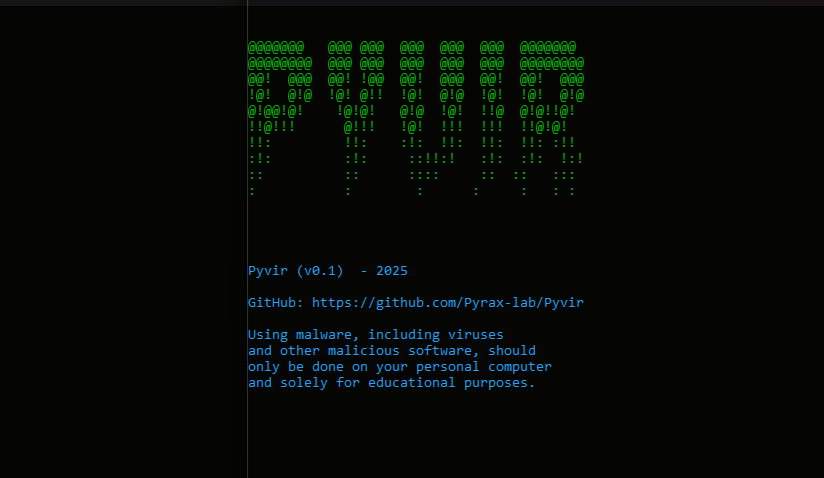 @@@@@@@   @@@ @@@  @@@  @@@  @@@  @@@@@@@
@@@@@@@@  @@@ @@@  @@@  @@@  @@@  @@@@@@@@
@@!  @@@  @@! !@@  @@!  @@@  @@!  @@!  @@@
!@!  @!@  !@! @!!  !@!  @!@  !@!  !@!  @!@
@!@@!@!    !@!@!   @!@  !@!  !!@  @!@!!@!
!!@!!!      @!!!   !@!  !!!  !!!  !!@!@!
!!:         !!:    :!:  !!:  !!:  !!: :!!
:!:         :!:     ::!!:!   :!:  :!:  !:!
::          ::      ::::     ::  ::   :::
:           :        :      :     :   : :
Pyvir (v0.1)  - 2025
GitHub: https://github.com/Pyrax-lab/Pyvir
Using malware, including viruses
and other malicious software, should
only be done on your personal computer
and solely for educational purposes.